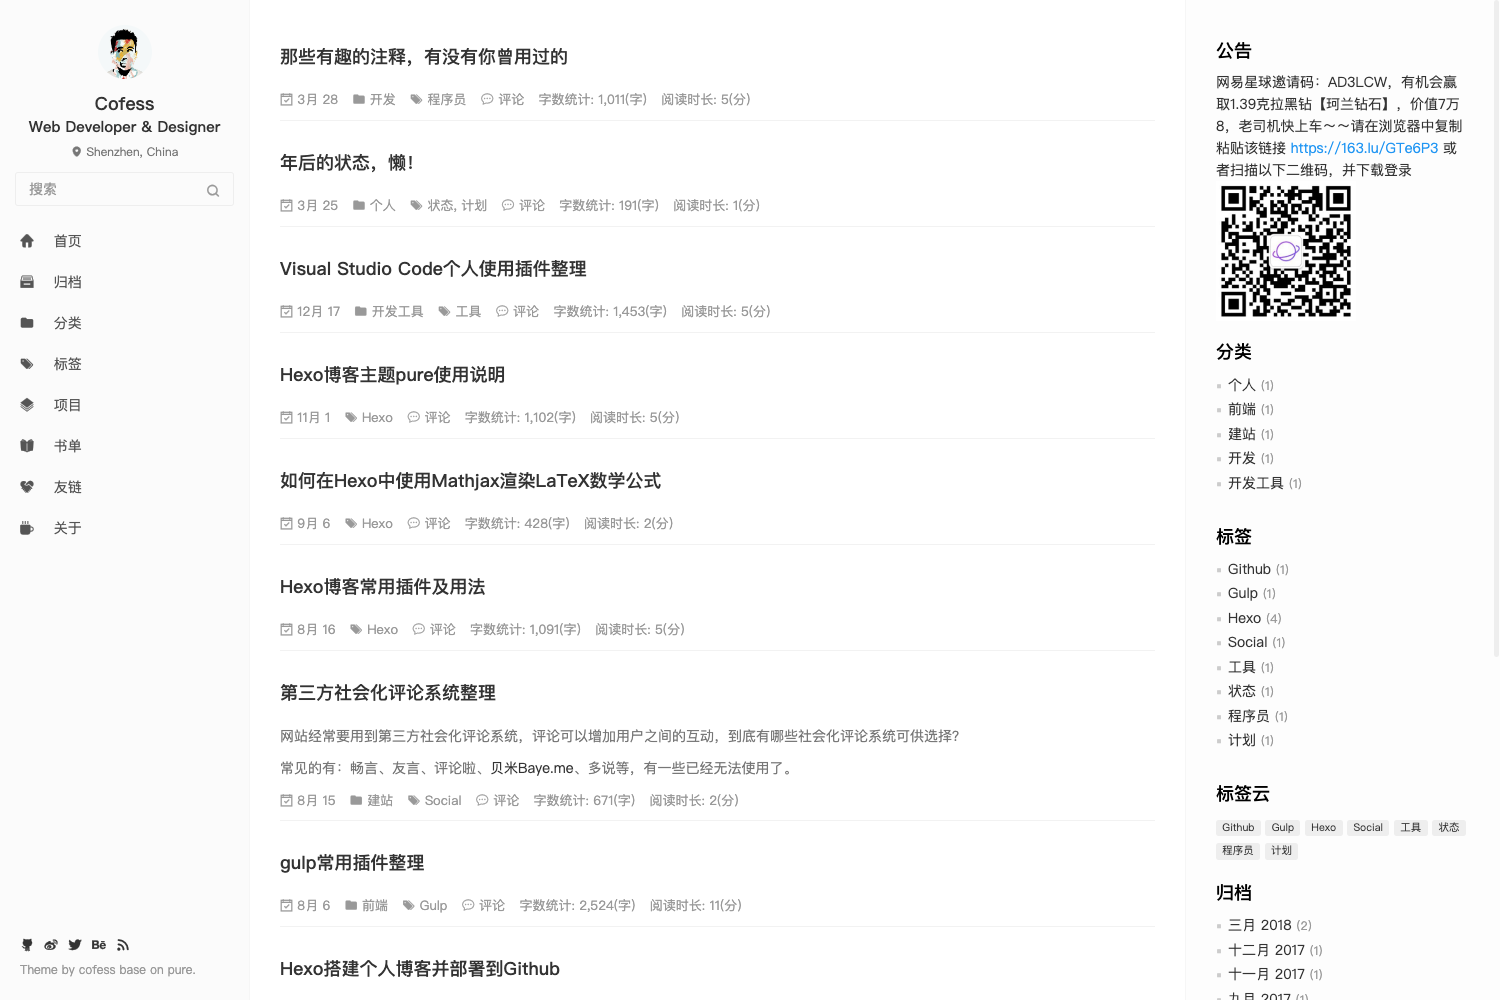 Cofess
Web Developer & Designer
Shenzhen, China
搜索
首页
归档
分类
标签
项目
书单
友链
关于
Bē
Theme by cofess base on pure.
那些有趣的注释，有没有你曾用过的
3月 28 开发 程序员 评论 字数统计: 1,011(字) 阅读时长: 5(分)
年后的状态，懒！
3月 25 个人 状态, 计划 评论 字数统计: 191(字) 阅读时长: 1(分)
Visual Studio Code个人使用插件整理
12月 17 开发工具 工具 评论 字数统计: 1,453(字) 阅读时长: 5(分)
Hexo博客主题pure使用说明
11月 1 Hexo 评论 字数统计: 1,102(字) 阅读时长: 5(分)
如何在Hexo中使用Mathjax渲染LaTeX数学公式
9月 6 Hexo 评论 字数统计: 428(字) 阅读时长: 2(分)
Hexo博客常用插件及用法
8月 16 Hexo 评论 字数统计: 1,091(字) 阅读时长: 5(分)
第三方社会化评论系统整理
网站经常要用到第三方社会化评论系统，评论可以增加用户之间的互动，到底有哪些社会化评论系统可供选择？
常见的有：畅言、友言、评论啦、贝米Baye.me、多说等，有一些已经无法使用了。
8月 15 建站 Social 评论 字数统计: 671(字) 阅读时长: 2(分)
gulp常用插件整理
8月 6 前端 Gulp 评论 字数统计: 2,524(字) 阅读时长: 11(分)
Hexo搭建个人博客并部署到Github
公告
网易星球邀请码：AD3LCW，有机会赢
取1.39克拉黑钻【珂兰钻石】，价值7万
8，老司机快上车～～请在浏览器中复制
粘贴该链接 https://163.lu/GTe6P3 或
者扫描以下二维码，并下载登录
分类
个人 (1)
前端 (1)
建站 (1)
开发 (1)
开发工具 (1)
标签
Github (1)
Gulp (1)
Hexo (4)
Social (1)
工具 (1)
状态 (1)
程序员 (1)
计划 (1)
标签云
Github Gulp Hexo Social 工具 状态
程序员 计划
归档
三月 2018 (2)
十二月 2017 (1)
十一月 2017 (1)
九月 2017 (1)